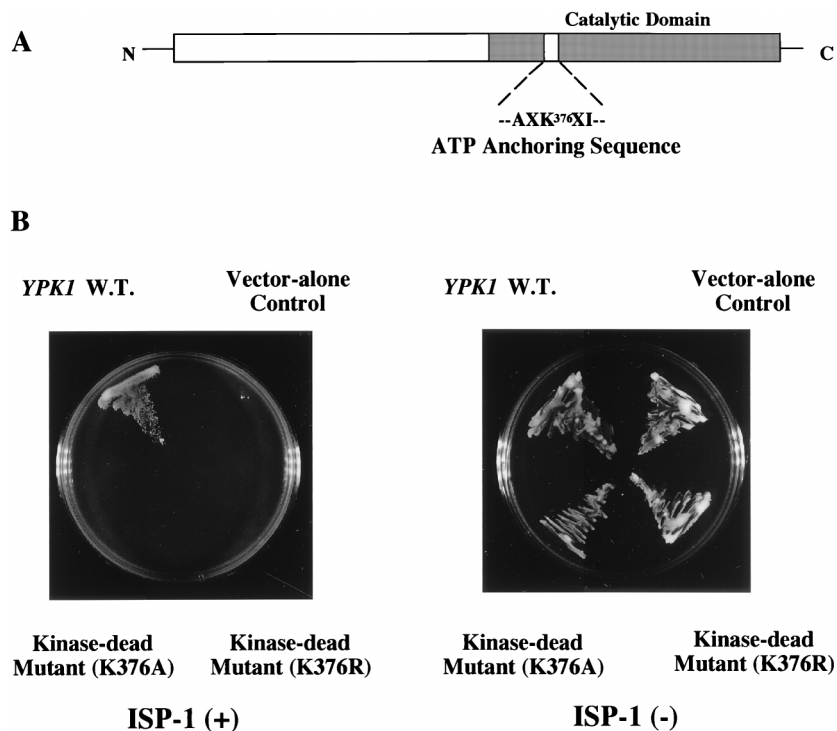 A
Catalytic Domain
N
C
--AXK376XI--
ATP Anchoring Sequence
B
YPK1 W.T.
Vector-alone
Control
YPK1 W.T.
Vector-alone
Control
Kinase-dead
Mutant (K376A)
Kinase-dead
Mutant (K376R)
Kinase-dead
Mutant (K376A)
Kinase-dead
Mutant (K376R)
ISP-1 (+)
ISP-1 (-)